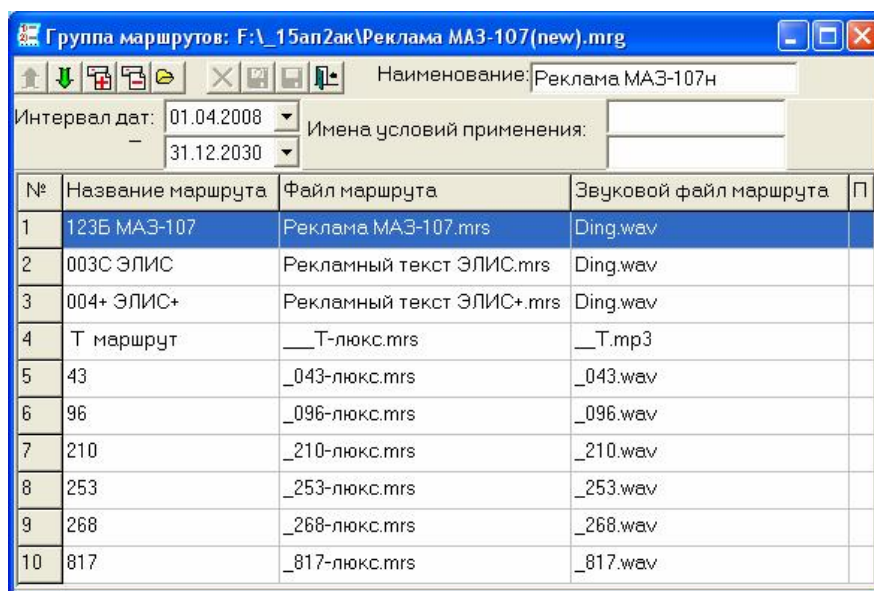 Группа маршрутов: F:\_15ап2ак\Реклама МАЗ-107(new).mrg
Наименование: Реклама МАЗ-107н
Интервал дат: 01.04.2008 Имена условий применения:
– 31.12.2030
№ Название маршрута Файл маршрута Звуковой файл маршрута П
1 123Б МАЗ-107 Реклама МАЗ-107.mrs Ding.wav
2 003С ЭЛИС Рекламный текст ЭЛИС.mrs Ding.wav
3 004+ ЭЛИС+ Рекламный текст ЭЛИС+.mrs Ding.wav
4 Т маршрут ___Т-люкс.mrs __Т.mp3
5 43 _043-люкс.mrs _043.wav
6 96 _096-люкс.mrs _096.wav
7 210 _210-люкс.mrs _210.wav
8 253 _253-люкс.mrs _253.wav
9 268 _268-люкс.mrs _268.wav
10 817 _817-люкс.mrs _817.wav